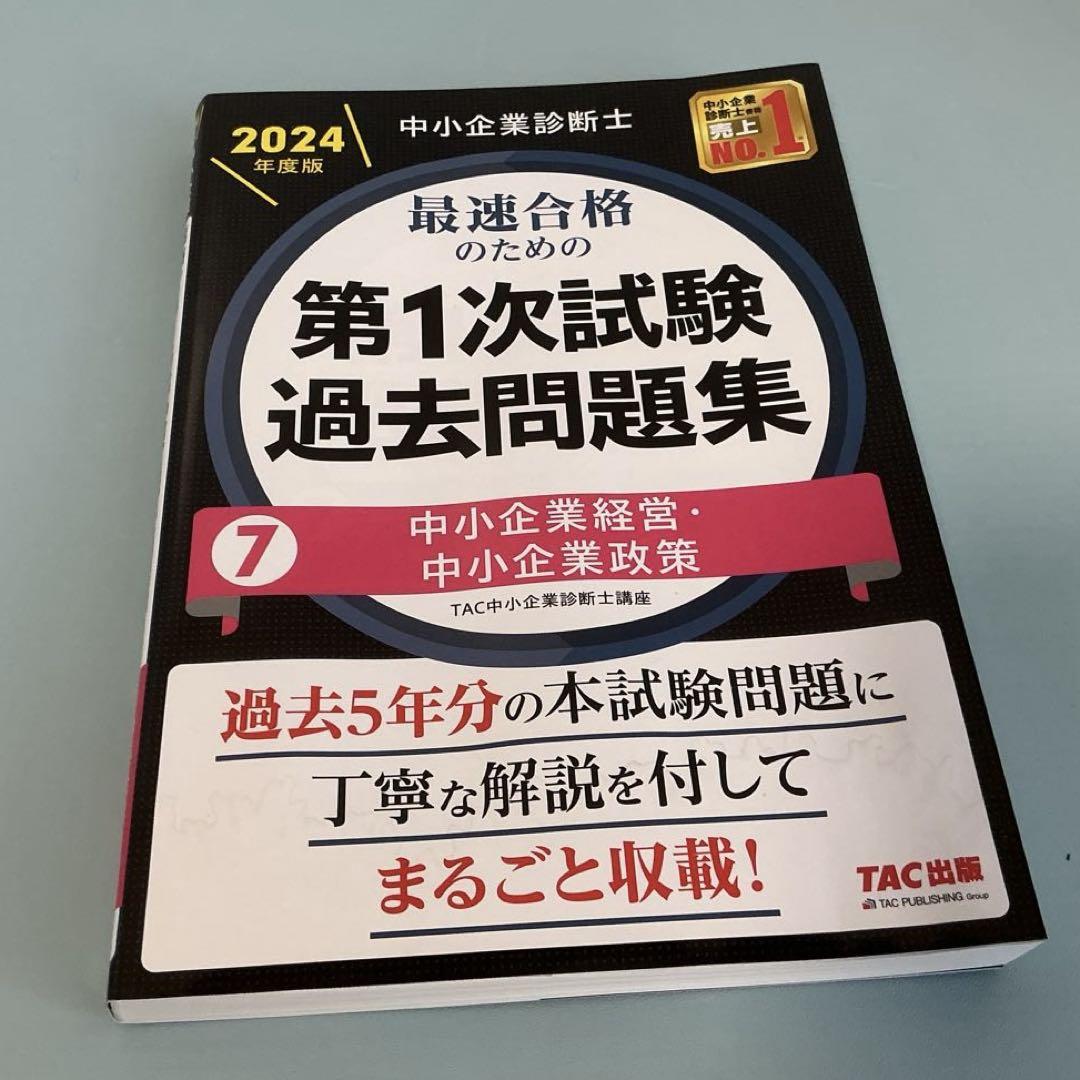 2024
年度版
中小企業診断士
中小企業
診断士書籍
売上
NO.1
最速合格
のための
第1次試験
過去問題集
7
中小企業経営・
中小企業政策
TAC中小企業診断士講座
過去5年分の本試験問題に
丁寧な解説を付して
まるごと収載!
TAC出版
TAC PUBLISHING Group